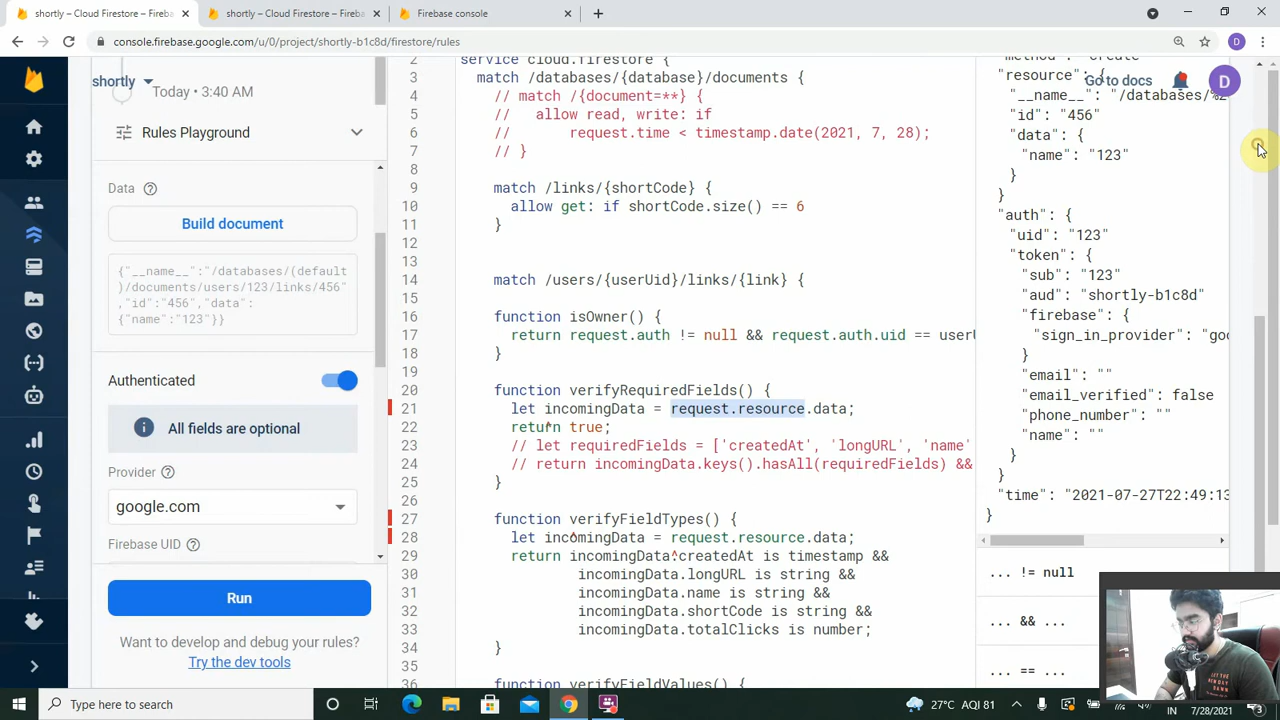 shortly – Cloud Firestore – Fireba
shortly – Cloud Firestore – Fireba
Firebase console
console.firebase.google.com/u/0/project/shortly-b1c8d/firestore/rules
D
shortly
Today • 3:40 AM
Rules Playground
Data
Build document
{"__name__":"/databases/(default
)/documents/users/123/links/456"
,"id":"456","data":
{"name":"123"}}
Authenticated
All fields are optional
Provider
google.com
Firebase UID
Run
Want to develop and debug your rules?
Try the dev tools
2 service cloud.firestore {
3 match /databases/{database}/documents {
4 // match /{document=**} {
5 // allow read, write: if
6 // request.time < timestamp.date(2021, 7, 28);
7 // }
8
9 match /links/{shortCode} {
10 allow get: if shortCode.size() == 6
11 }
12
13
14 match /users/{userUid}/links/{link} {
15
16 function isOwner() {
17 return request.auth != null && request.auth.uid == userU
18 }
19
20 function verifyRequiredFields() {
21 let incomingData = request.resource.data;
22 return true;
23 // let requiredFields = ['createdAt', 'longURL', 'name'
24 // return incomingData.keys().hasAll(requiredFields) &&
25 }
26
27 function verifyFieldTypes() {
28 let incomingData = request.resource.data;
29 return incomingData.createdAt is timestamp &&
30 incomingData.longURL is string &&
31 incomingData.name is string &&
32 incomingData.shortCode is string &&
33 incomingData.totalClicks is number;
34 }
35
36 function verifyFieldValues() {
Go to docs
D
"resource": {
"__name__": "/databases/%2
"id": "456"
"data": {
"name": "123"
}
}
"auth": {
"uid": "123"
"token": {
"sub": "123"
"aud": "shortly-b1c8d"
"firebase": {
"sign_in_provider": "goo
}
"email": ""
"email_verified": false
"phone_number": ""
"name": ""
}
}
"time": "2021-07-27T22:49:13
}
... != null
... && ...
... == ...
Type here to search
27°C AQI 81
IN
7/28/2021
3